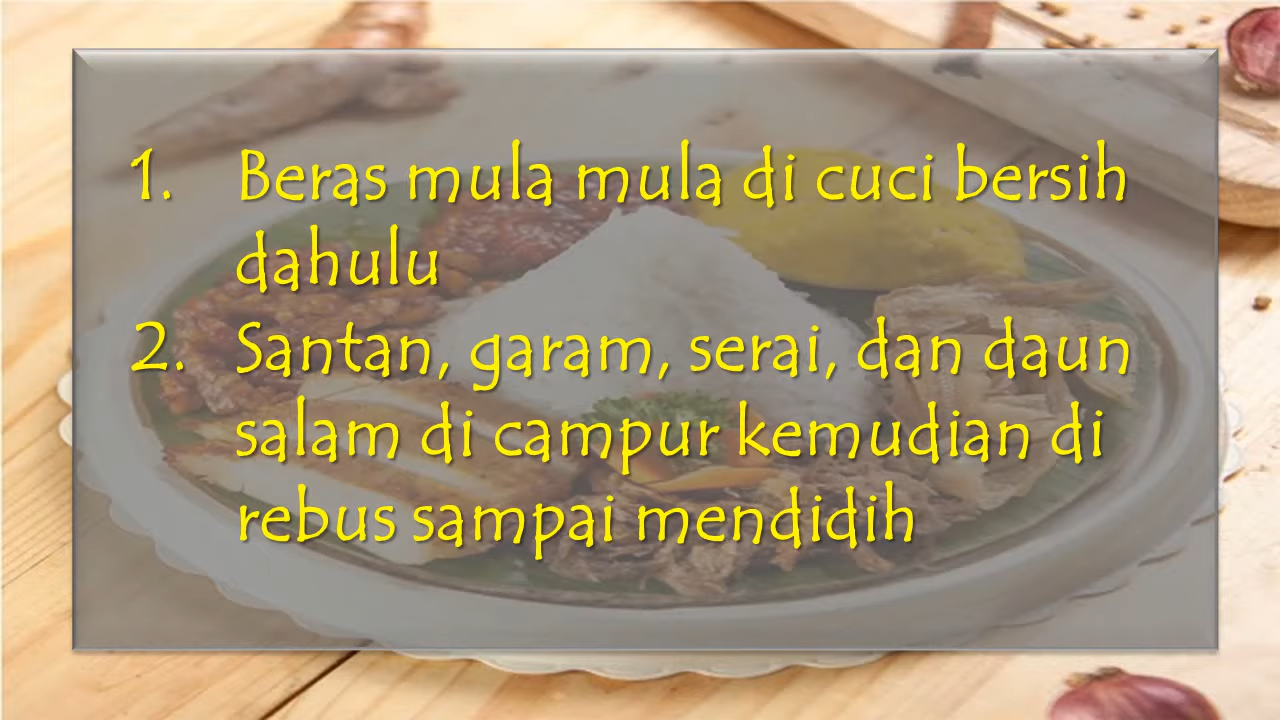 1. Beras mula mula di cuci bersih
dahulu
2. Santan, garam, serai, dan daun
salam di campur kemudian di
rebus sampai mendidih